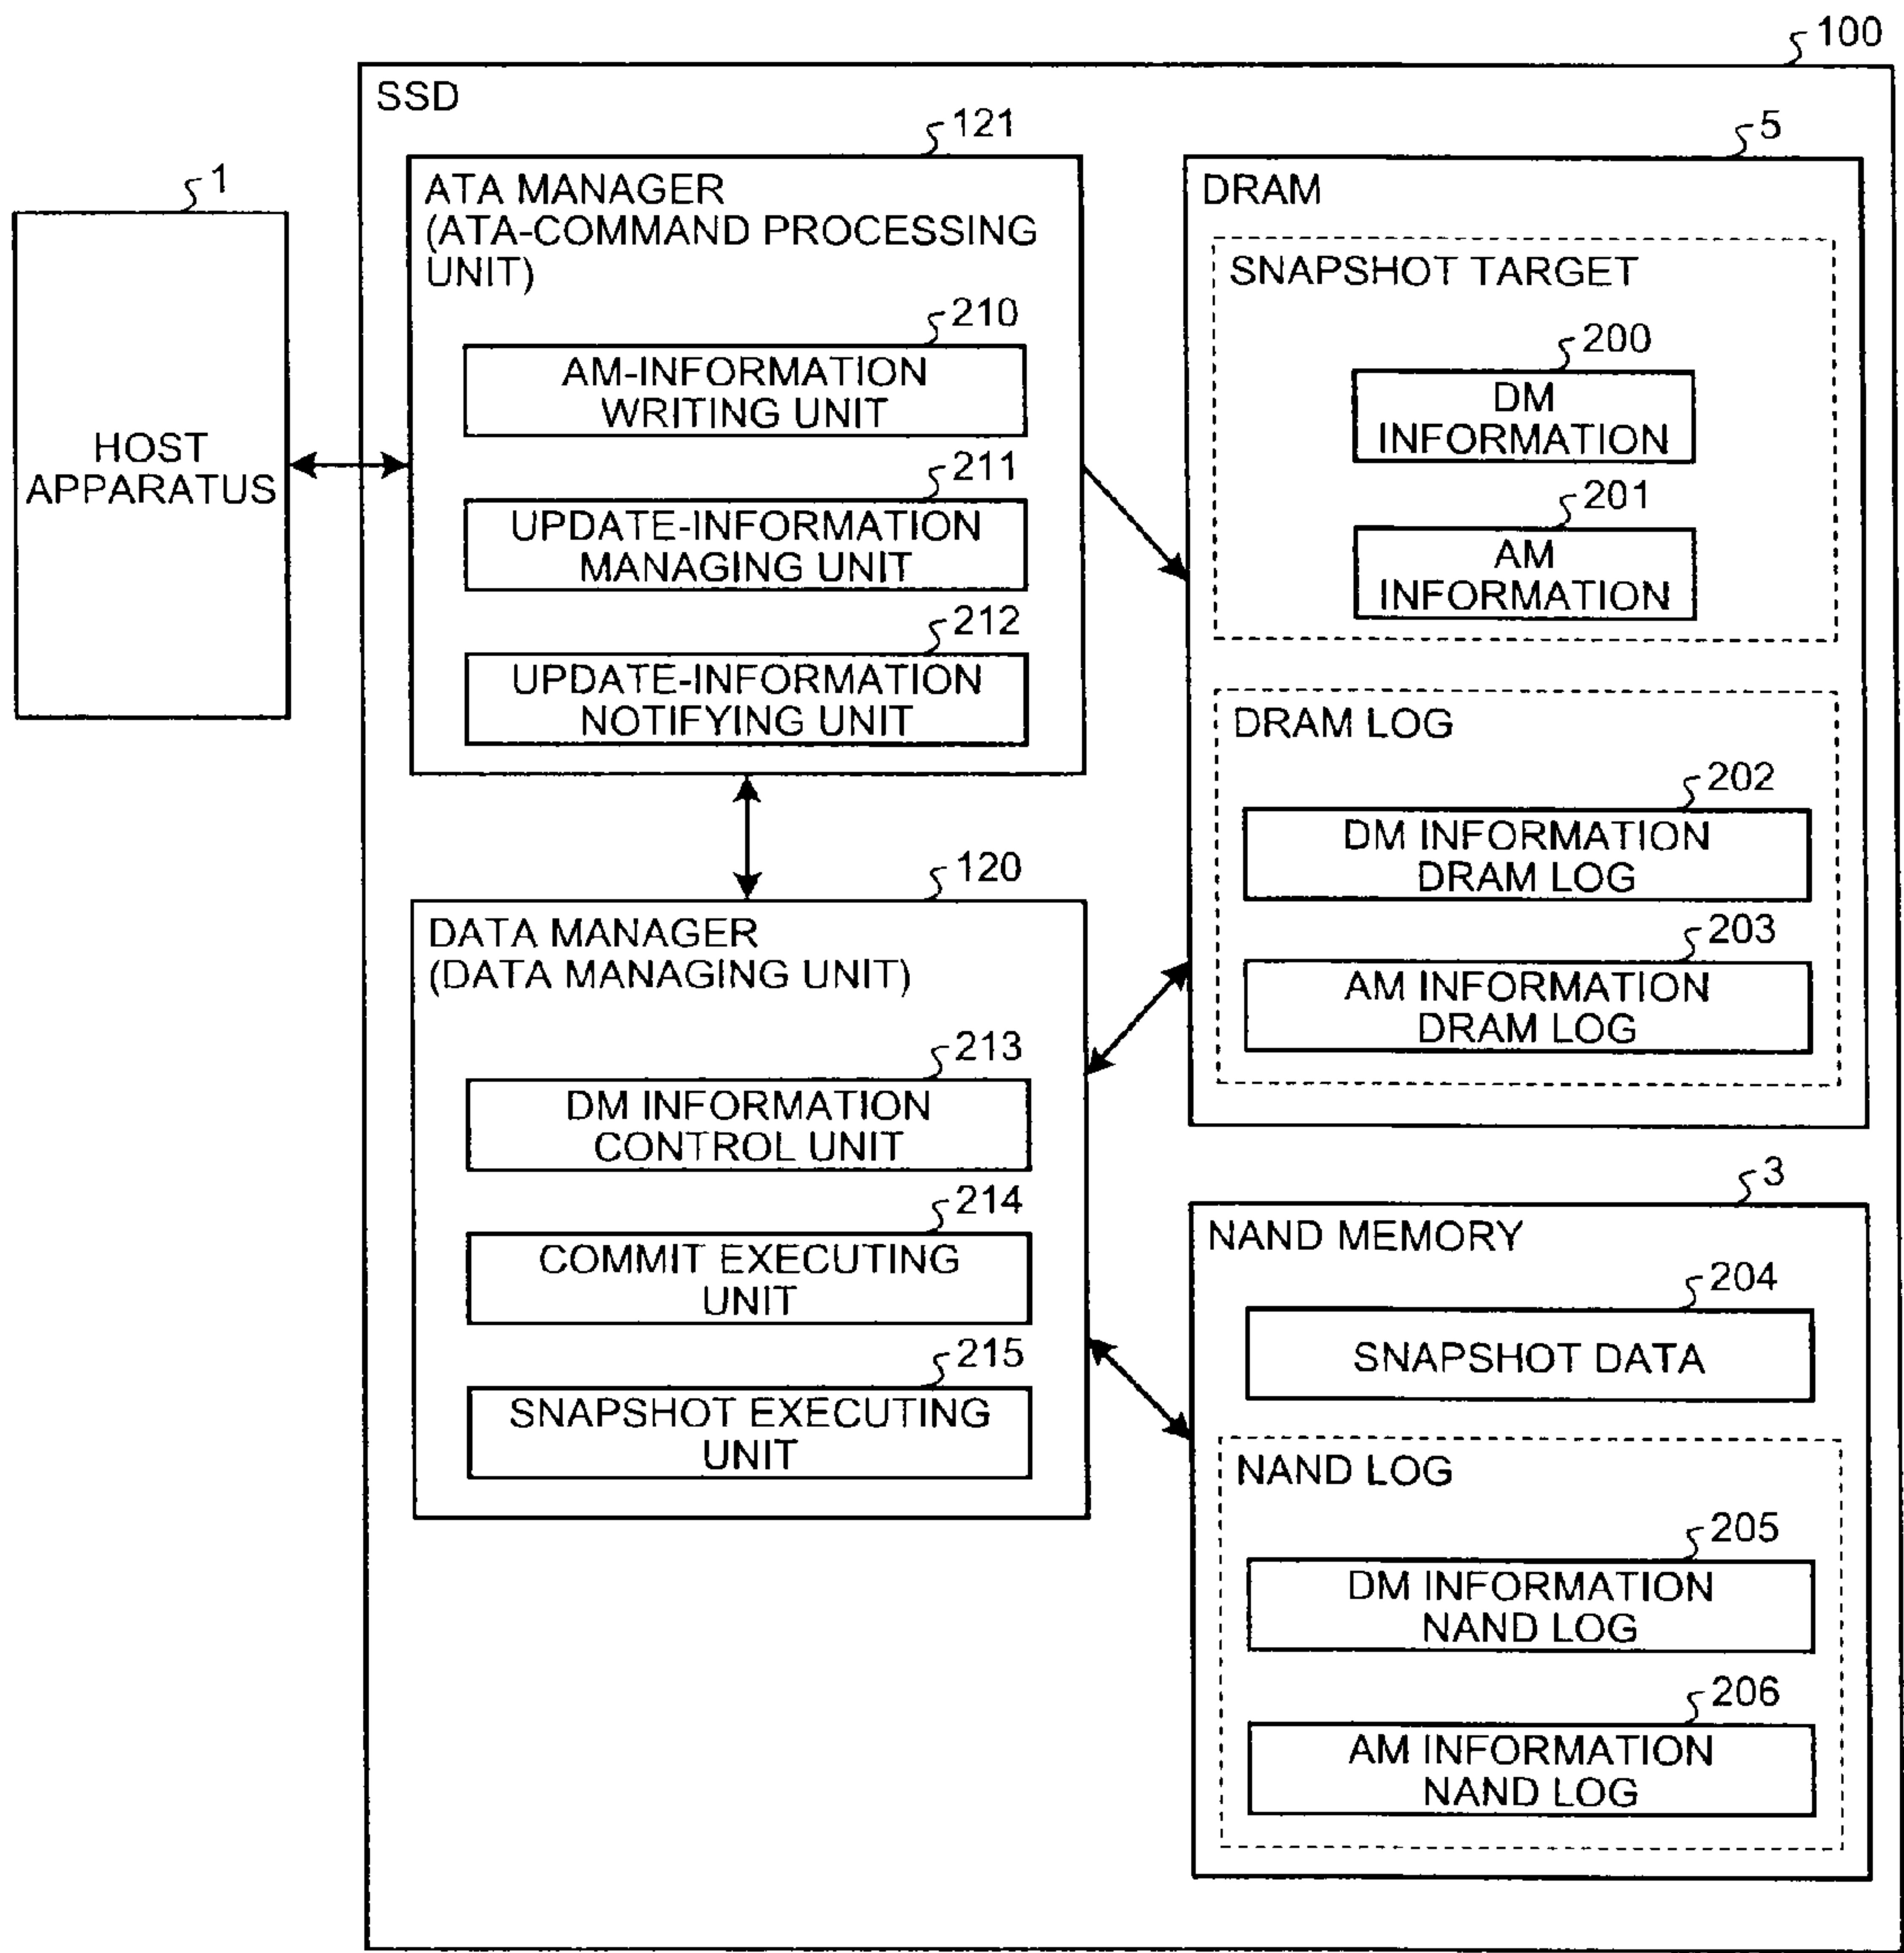 100
SSD
1
HOST
APPARATUS
121
ATA MANAGER
(ATA-COMMAND PROCESSING
UNIT)
210
AM-INFORMATION
WRITING UNIT
211
UPDATE-INFORMATION
MANAGING UNIT
212
UPDATE-INFORMATION
NOTIFYING UNIT
120
DATA MANAGER
(DATA MANAGING UNIT)
213
DM INFORMATION
CONTROL UNIT
214
COMMIT EXECUTING
UNIT
215
SNAPSHOT EXECUTING
UNIT
5
DRAM
SNAPSHOT TARGET
200
DM
INFORMATION
201
AM
INFORMATION
DRAM LOG
202
DM INFORMATION
DRAM LOG
203
AM INFORMATION
DRAM LOG
3
NAND MEMORY
204
SNAPSHOT DATA
NAND LOG
205
DM INFORMATION
NAND LOG
206
AM INFORMATION
NAND LOG